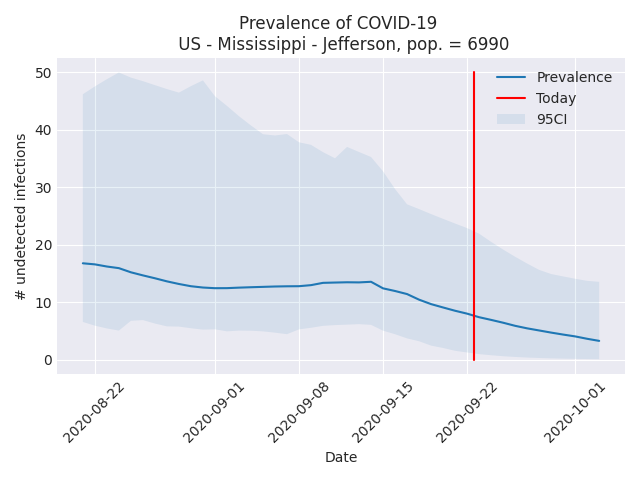 Prevalence of COVID-19
US - Mississippi - Jefferson, pop. = 6990
Prevalence
Today
95CI
# undetected infections
50
40
30
20
10
0
2020-08-22
2020-09-01
2020-09-08
2020-09-15
2020-09-22
2020-10-01
Date